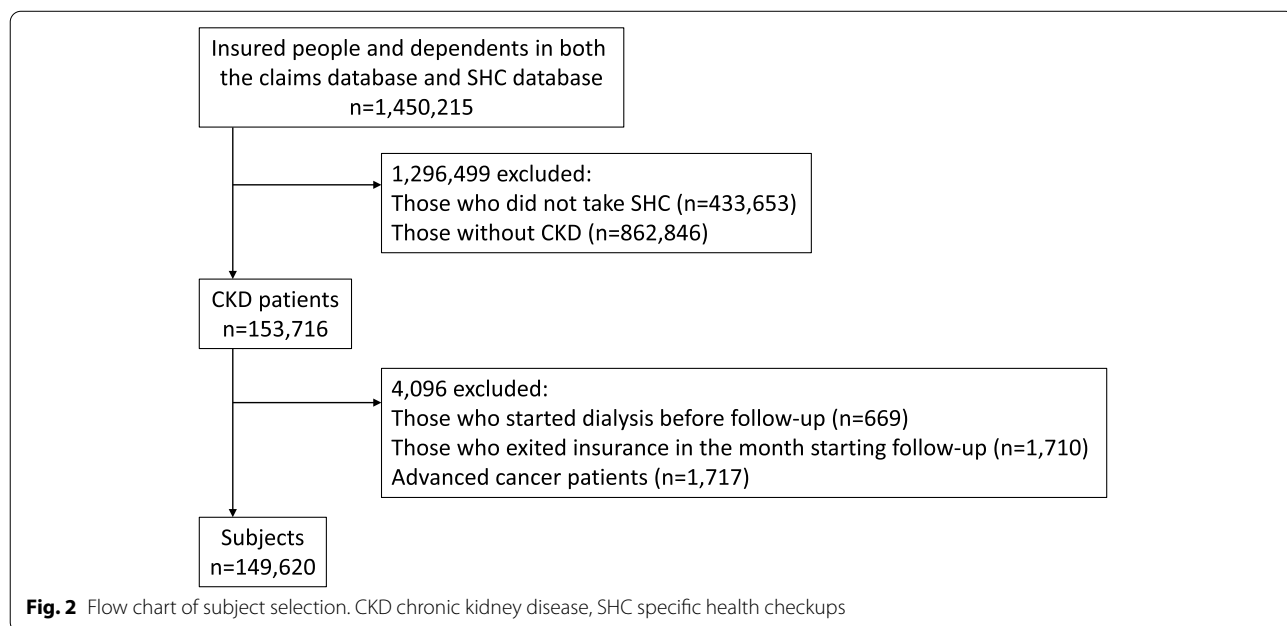 Insured people and dependents in both
the claims database and SHC database
n=1,450,215
1,296,499 excluded:
Those who did not take SHC (n=433,653)
Those without CKD (n=862,846)
CKD patients
n=153,716
4,096 excluded:
Those who started dialysis before follow-up (n=669)
Those who exited insurance in the month starting follow-up (n=1,710)
Advanced cancer patients (n=1,717)
Subjects
n=149,620
Fig. 2 Flow chart of subject selection. CKD chronic kidney disease, SHC specific health checkups